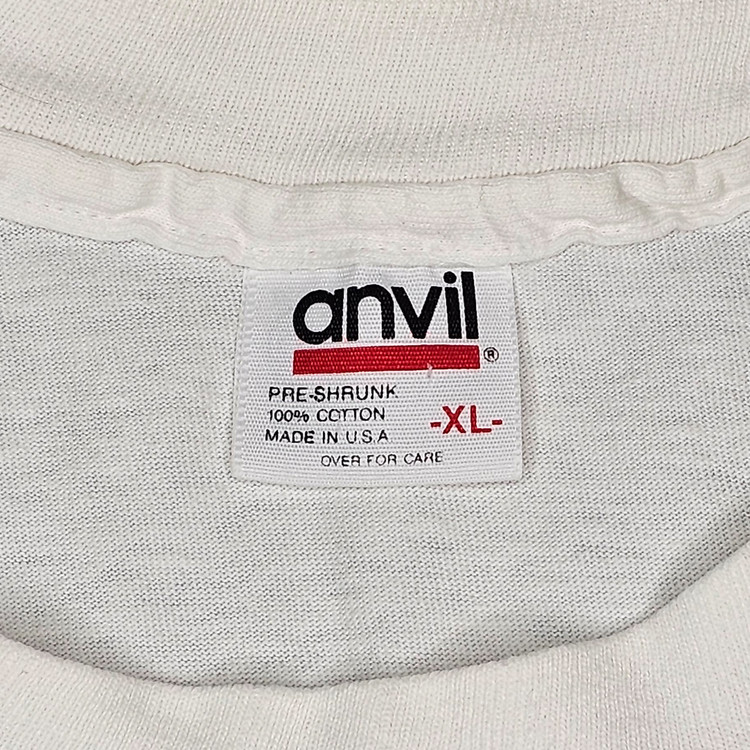 anvil®
PRE-SHRUNK
100% COTTON
MADE IN U.S.A
-XL-
OVER FOR CARE